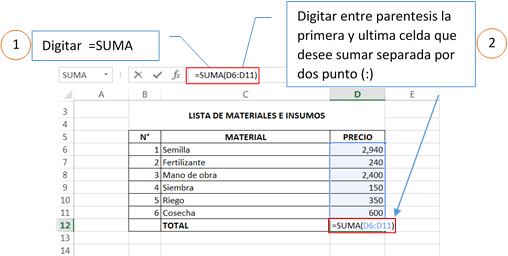 1
Digitar =SUMA
Digitar entre parentesis la
primera y ultima celda que
desee sumar separada por
dos punto (:)
2
SUMA
fx
=SUMA(D6:D11)
A B C D E
3 LISTA DE MATERIALES E INSUMOS
4
5 N° MATERIAL PRECIO
6 1 Semilla 2,940
7 2 Fertilizante 240
8 3 Mano de obra 2,400
9 4 Siembra 150
10 5 Riego 350
11 6 Cosecha 600
12 TOTAL =SUMA(D6:D11)
13
14